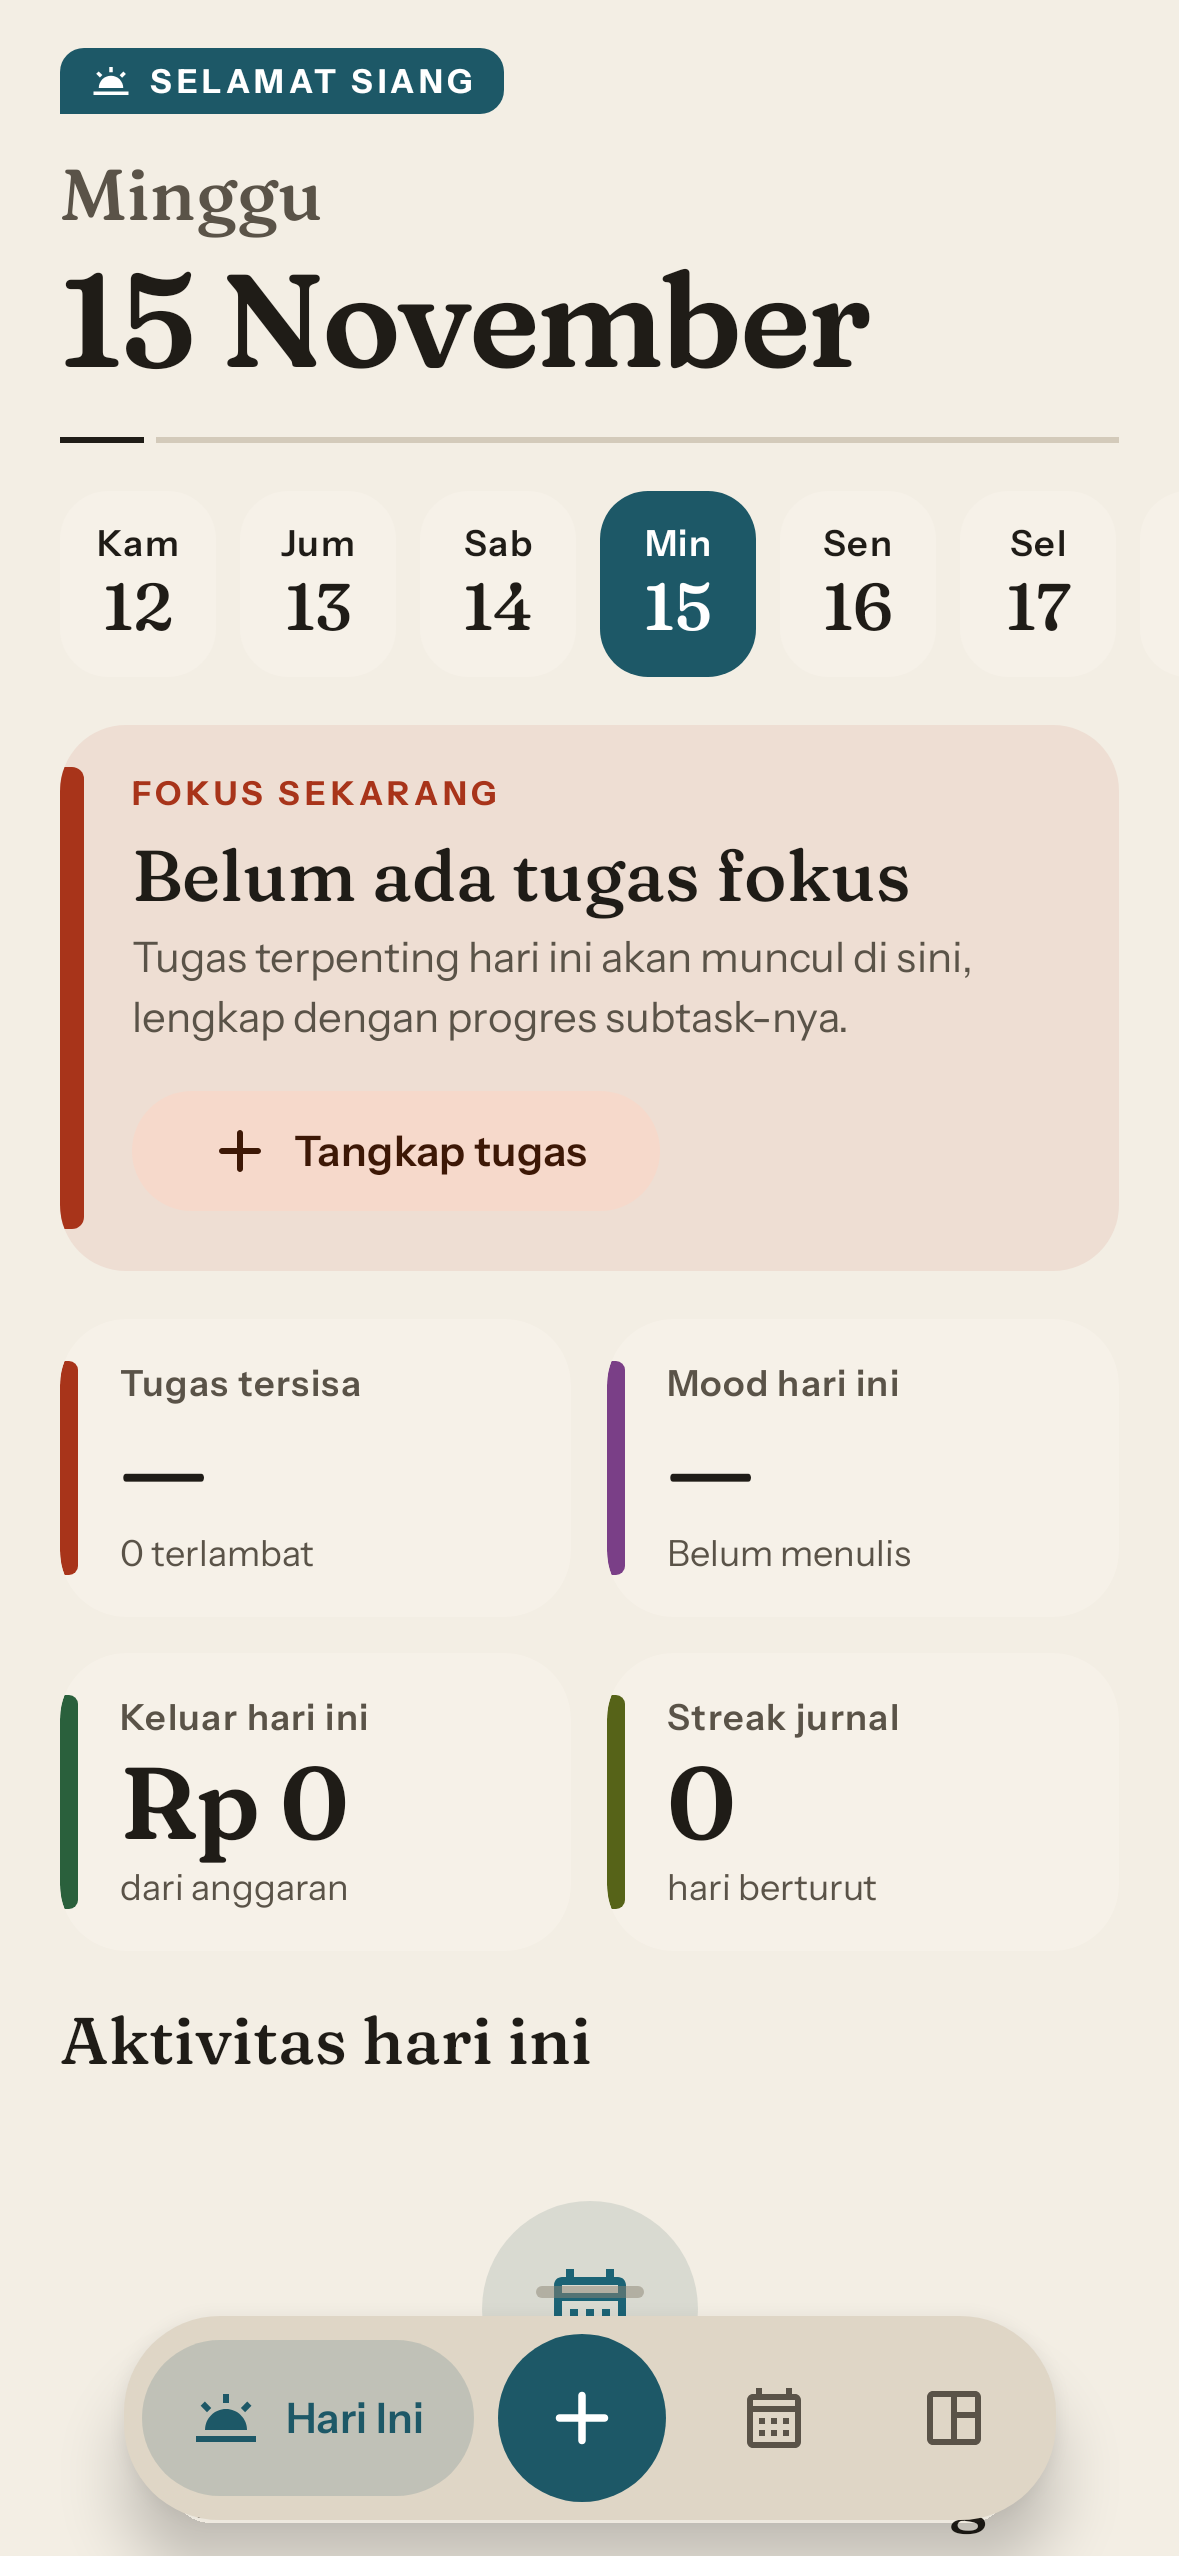 SELAMAT SIANG
Minggu
15 November
Kam Jum Sab Min Sen Sel
12 13 14 15 16 17
FOKUS SEKARANG
Belum ada tugas fokus
Tugas terpenting hari ini akan muncul di sini,
lengkap dengan progres subtask-nya.
Tangkap tugas
Tugas tersisa
—
0 terlambat
Mood hari ini
—
Belum menulis
Keluar hari ini
Rp 0
dari anggaran
Streak jurnal
0
hari berturut
Aktivitas hari ini
Hari Ini